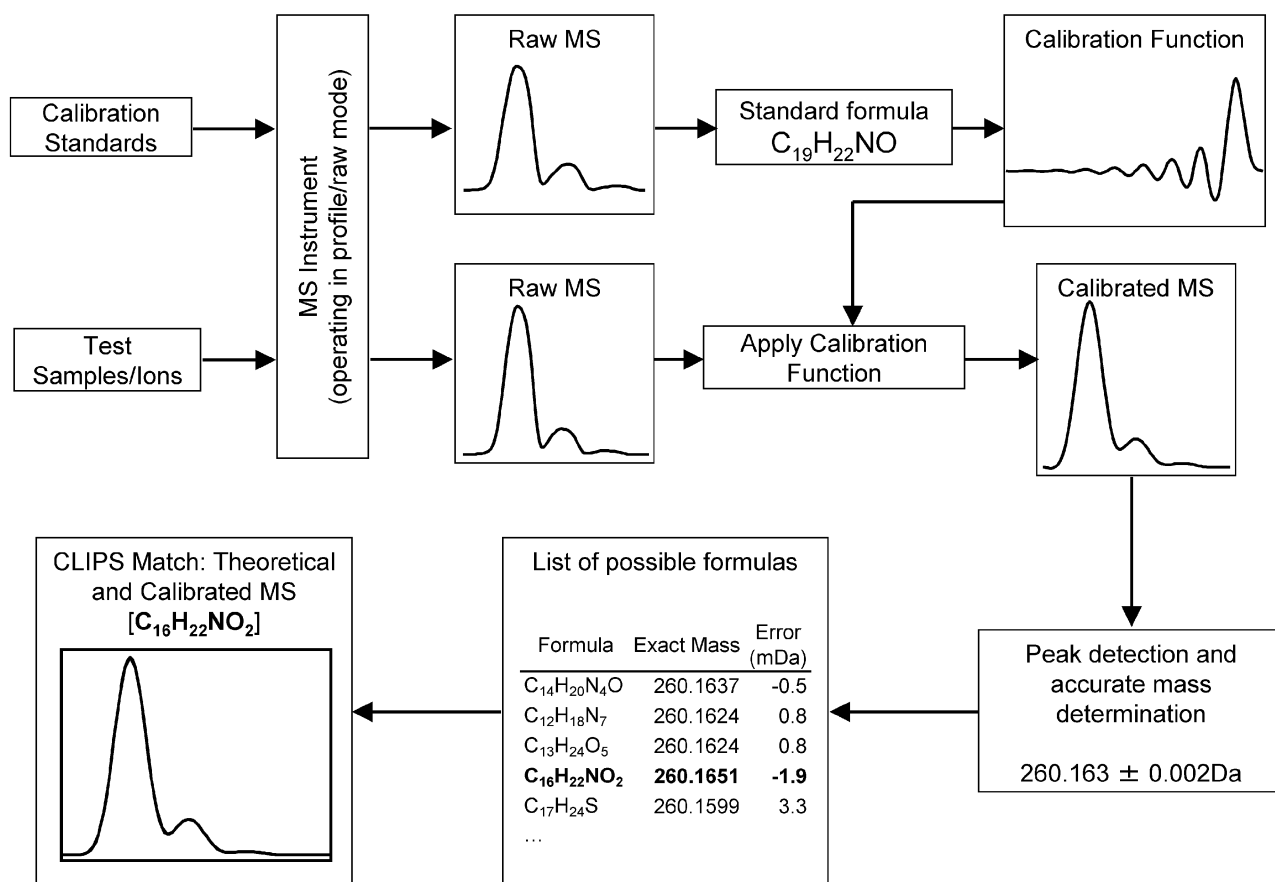 Calibration
Standards
MS Instrument
(operating in profile/raw mode)
Raw MS
Standard formula
C₁₉H₂₂NO
Calibration Function
Test
Samples/Ions
Raw MS
Apply Calibration
Function
Calibrated MS
Peak detection and
accurate mass
determination
260.163 ± 0.002Da
List of possible formulas
Formula Exact Mass Error (mDa)
C₁₄H₂₀N₄O 260.1637 -0.5
C₁₂H₁₈N₇ 260.1624 0.8
C₁₃H₂₄O₅ 260.1624 0.8
C₁₆H₂₂NO₂ 260.1651 -1.9
C₁₇H₂₄S 260.1599 3.3
...
CLIPS Match: Theoretical
and Calibrated MS
[C₁₆H₂₂NO₂]